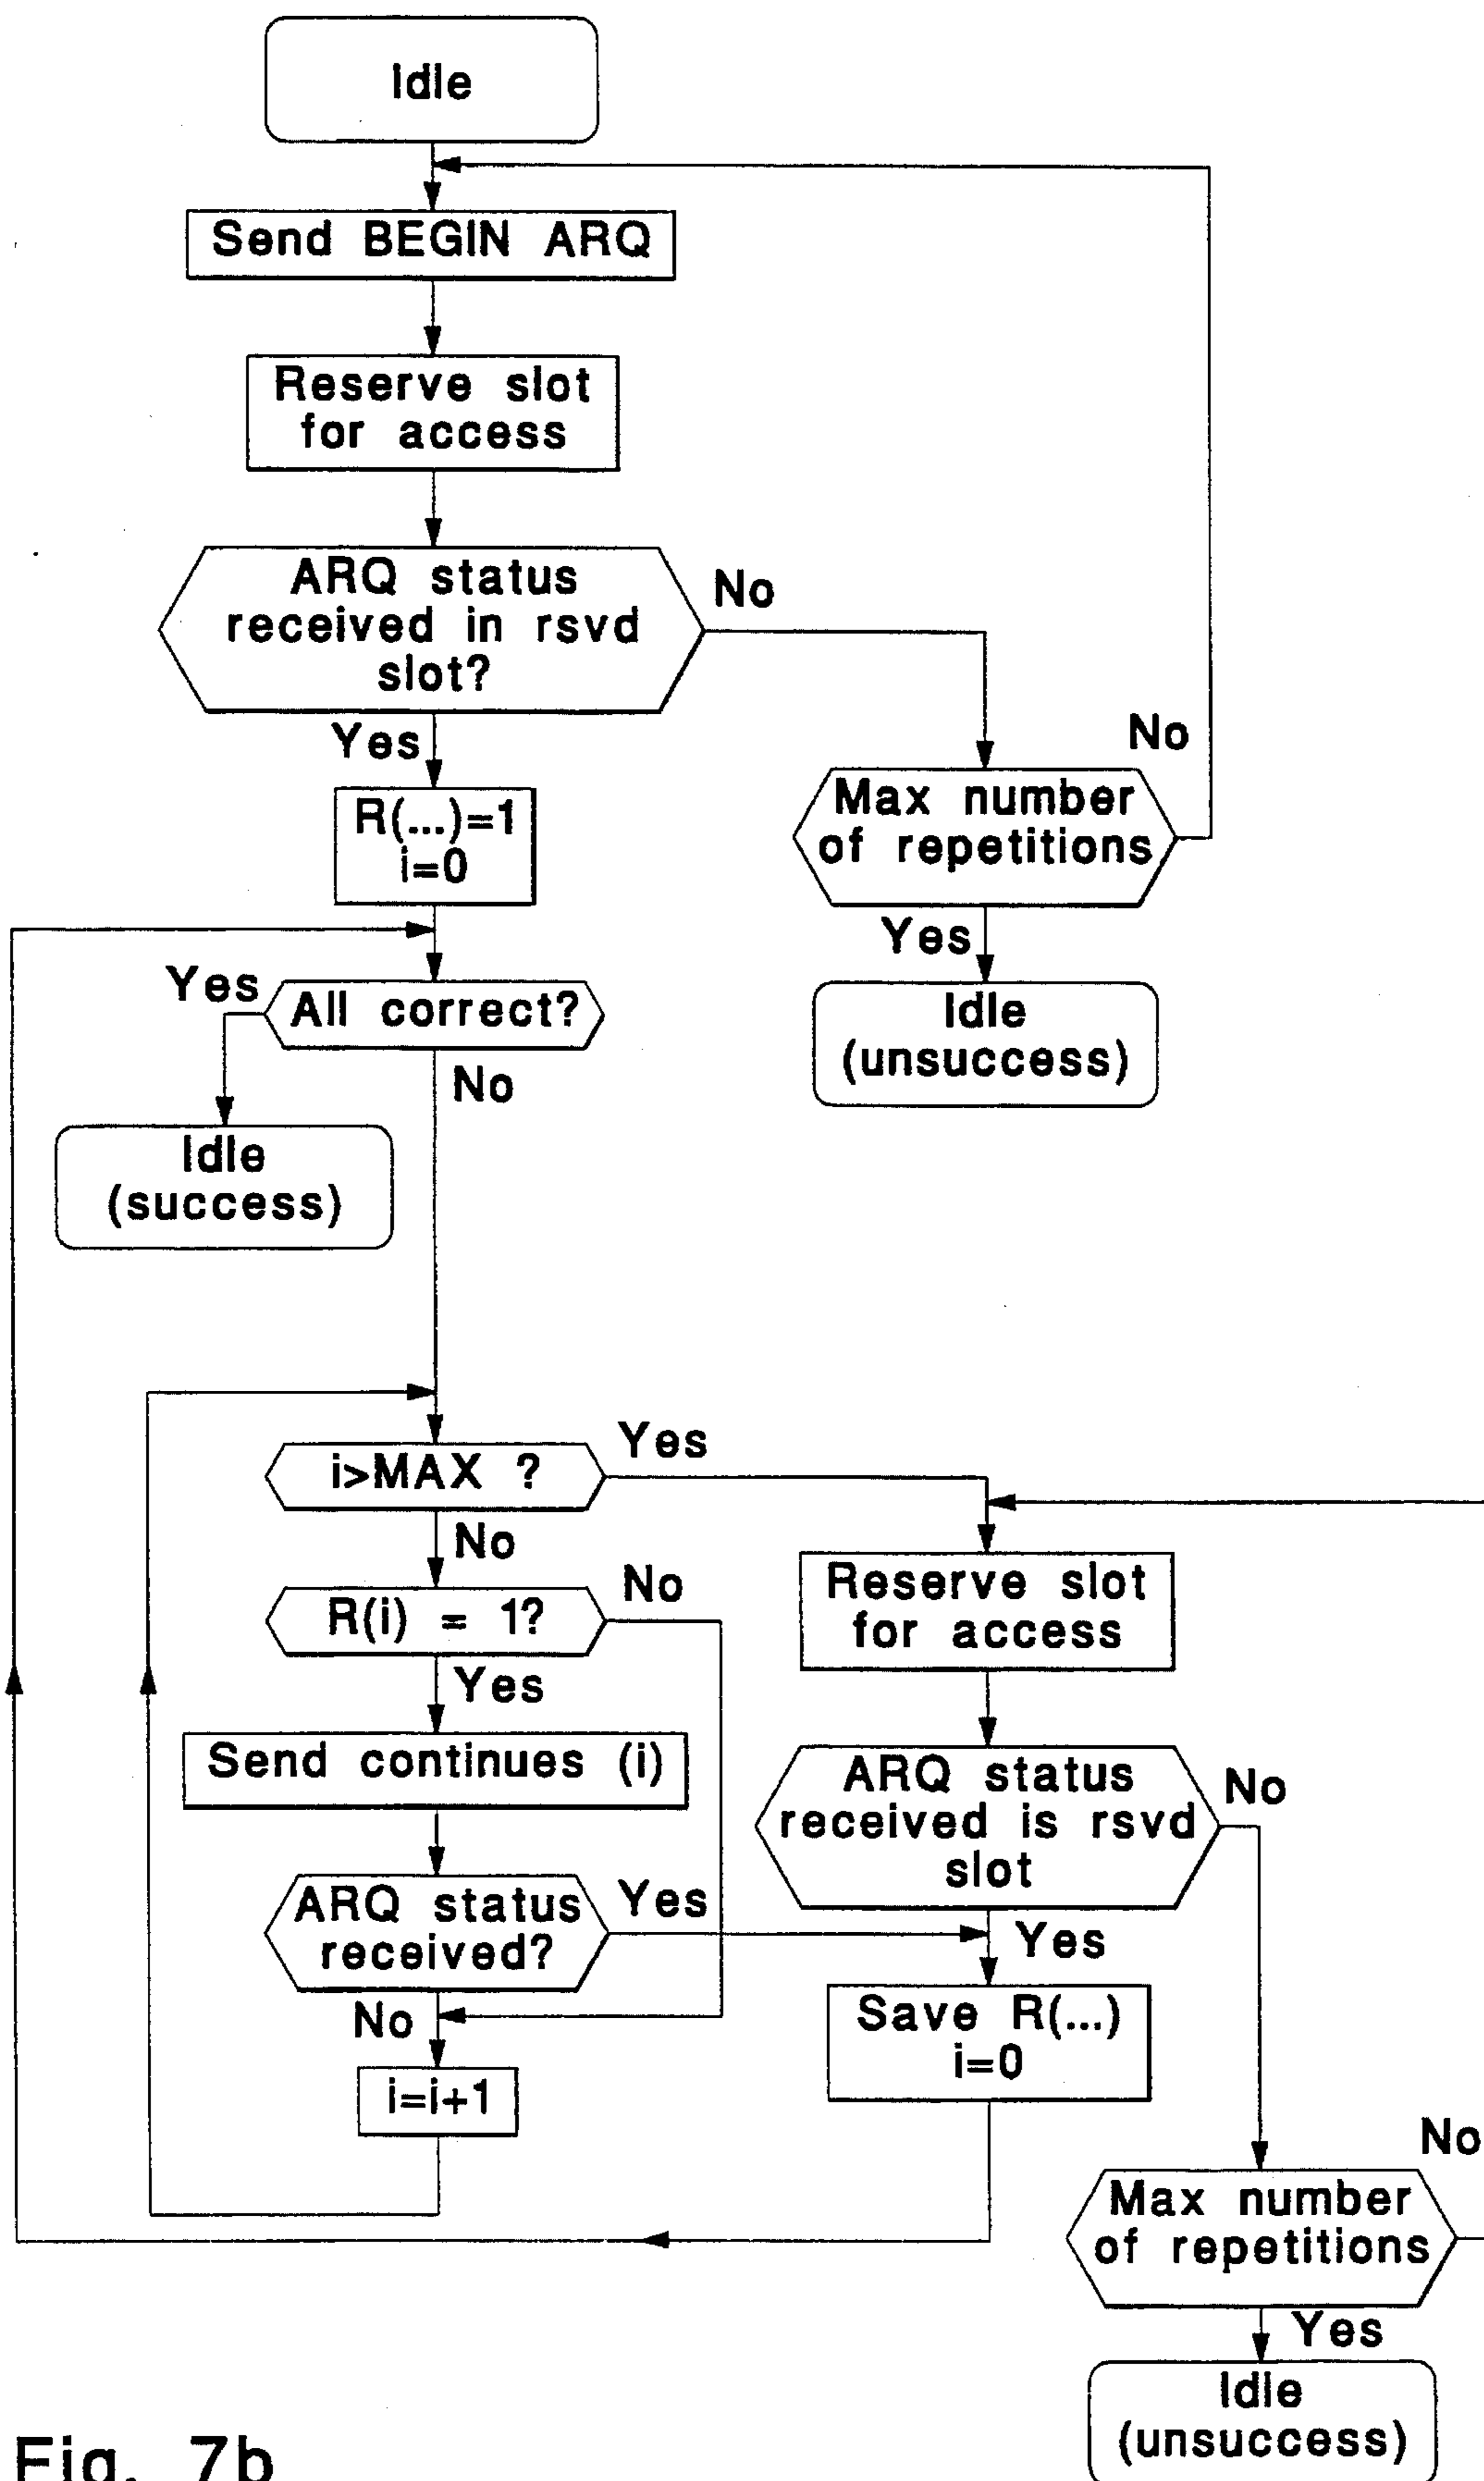 Idle
Send BEGIN ARQ
Reserve slot
for access
ARQ status
received in rsvd
slot?
No
Yes
R(...)=1
i=0
Max number
of repetitions
No
Yes
Idle
(unsuccess)
Yes
All correct?
No
Idle
(success)
i>MAX ?
Yes
No
R(i) = 1?
No
Yes
Send continues (i)
ARQ status
received?
Yes
No
i=i+1
Reserve slot
for access
ARQ status
received is rsvd
slot
No
Yes
Save R(...)
i=0
Max number
of repetitions
No
Yes
Idle
(unsuccess)
Fig. 7b